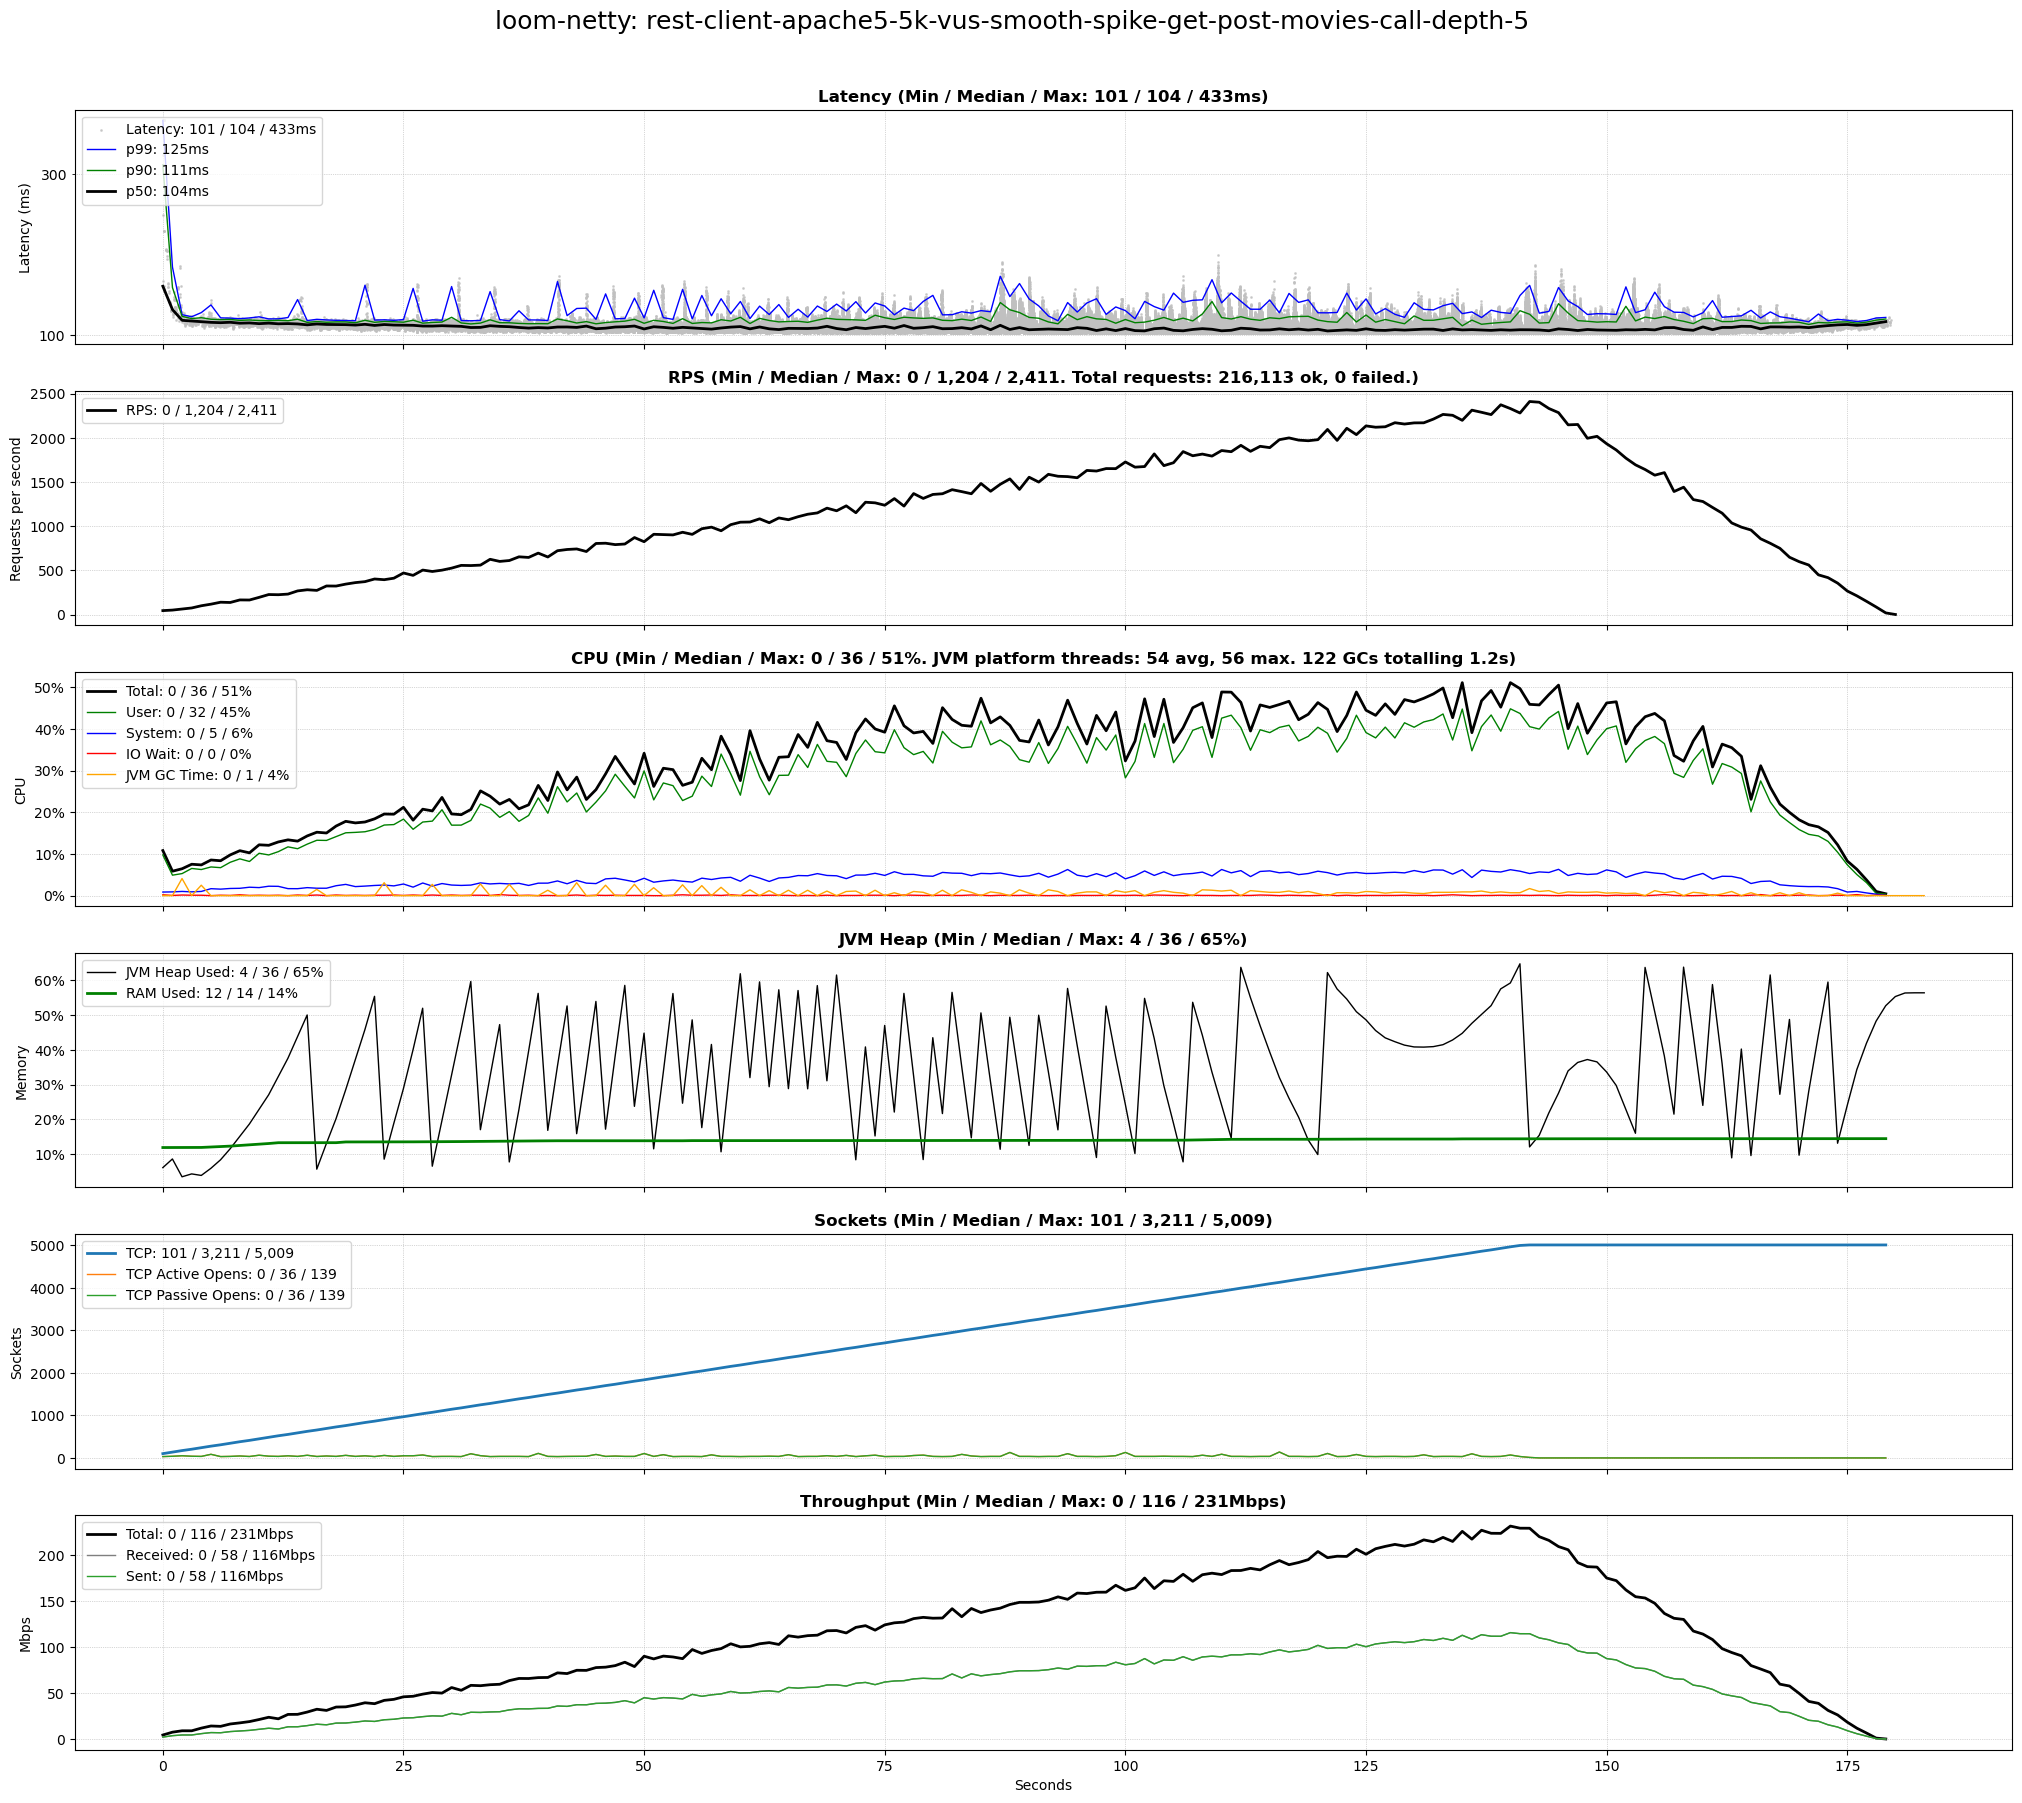 loom-netty: rest-client-apache5-5k-vus-smooth-spike-get-post-movies-call-depth-5
Latency (Min / Median / Max: 101 / 104 / 433ms)
Latency: 101 / 104 / 433ms
p99: 125ms
p90: 111ms
p50: 104ms
300
100
Latency (ms)
RPS (Min / Median / Max: 0 / 1,204 / 2,411. Total requests: 216,113 ok, 0 failed.)
RPS: 0 / 1,204 / 2,411
2500
2000
1500
1000
500
0
Requests per second
CPU (Min / Median / Max: 0 / 36 / 51%. JVM platform threads: 54 avg, 56 max. 122 GCs totalling 1.2s)
Total: 0 / 36 / 51%
User: 0 / 32 / 45%
System: 0 / 5 / 6%
IO Wait: 0 / 0 / 0%
JVM GC Time: 0 / 1 / 4%
50%
40%
30%
20%
10%
0%
CPU
JVM Heap (Min / Median / Max: 4 / 36 / 65%)
JVM Heap Used: 4 / 36 / 65%
RAM Used: 12 / 14 / 14%
60%
50%
40%
30%
20%
10%
Memory
Sockets (Min / Median / Max: 101 / 3,211 / 5,009)
TCP: 101 / 3,211 / 5,009
TCP Active Opens: 0 / 36 / 139
TCP Passive Opens: 0 / 36 / 139
5000
4000
3000
2000
1000
0
Sockets
Throughput (Min / Median / Max: 0 / 116 / 231Mbps)
Total: 0 / 116 / 231Mbps
Received: 0 / 58 / 116Mbps
Sent: 0 / 58 / 116Mbps
200
150
100
50
0
Mbps
0 25 50 75 100 125 150 175
Seconds